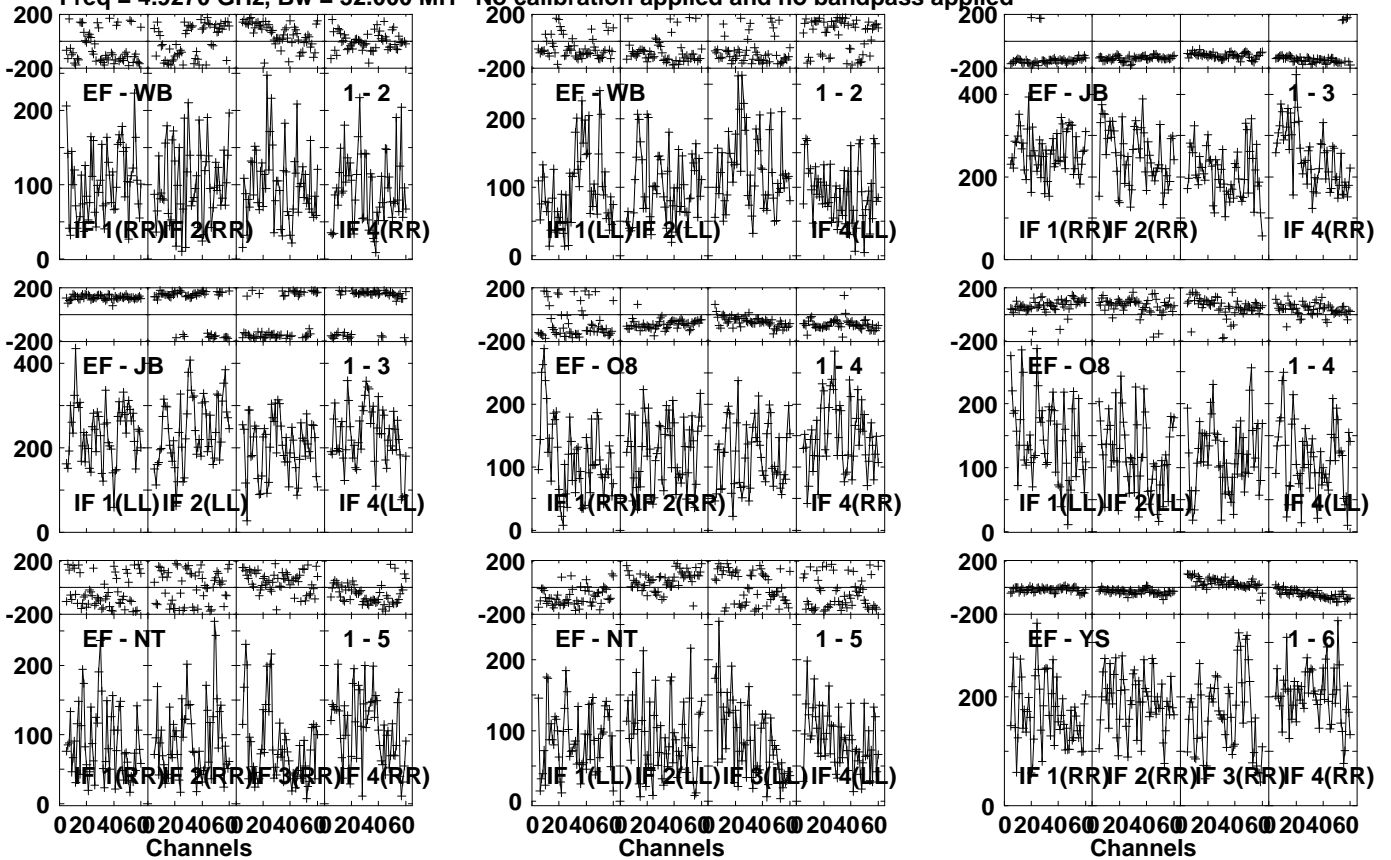 Freq = 4.9270 GHz, Bw = 32.000 MH No calibration applied and no bandpass applied
200
-200
EF - WB 1 - 2
200
100
IF 1(RR) IF 2(RR) IF 4(RR)
0
200
-200
EF - WB 1 - 2
200
100
IF 1(LL) IF 2(LL) IF 4(LL)
0
200
-200
EF - JB 1 - 3
400
200
IF 1(RR) IF 2(RR) IF 4(RR)
0
200
-200
EF - JB 1 - 3
400
200
IF 1(LL) IF 2(LL) IF 4(LL)
0
200
-200
EF - O8 1 - 4
200
100
IF 1(RR) IF 2(RR) IF 4(RR)
0
200
-200
EF - O8 1 - 4
200
100
IF 1(LL) IF 2(LL) IF 4(LL)
0
200
-200
EF - NT 1 - 5
200
100
IF 1(RR) IF 2(RR) IF 3(RR) IF 4(RR)
0
0 20 40 60 0 20 40 60 0 20 40 60 0 20 40 60
Channels
200
-200
EF - NT 1 - 5
200
100
IF 1(LL) IF 2(LL) IF 3(LL) IF 4(LL)
0
0 20 40 60 0 20 40 60 0 20 40 60 0 20 40 60
Channels
200
-200
EF - YS 1 - 6
200
IF 1(RR) IF 2(RR) IF 3(RR) IF 4(RR)
0
0 20 40 60 0 20 40 60 0 20 40 60 0 20 40 60
Channels